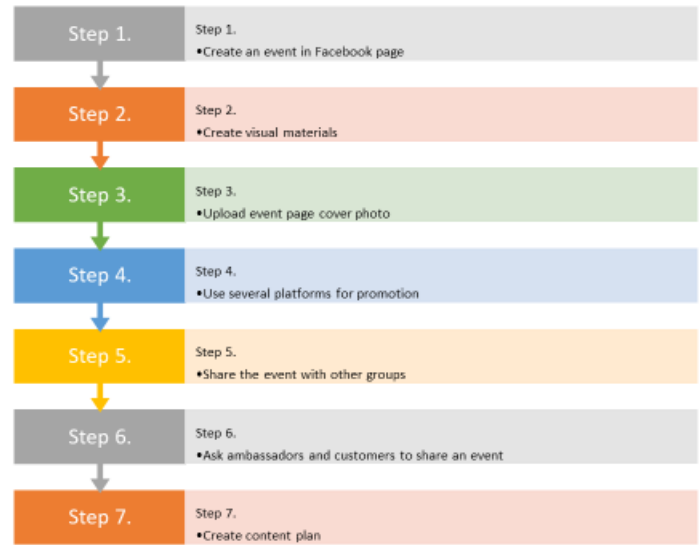 Step 1.
Step 1.
•Create an event in Facebook page
Step 2.
Step 2.
•Create visual materials
Step 3.
Step 3.
•Upload event page cover photo
Step 4.
Step 4.
•Use several platforms for promotion
Step 5.
Step 5.
•Share the event with other groups
Step 6.
Step 6.
•Ask ambassadors and customers to share an event
Step 7.
Step 7.
•Create content plan